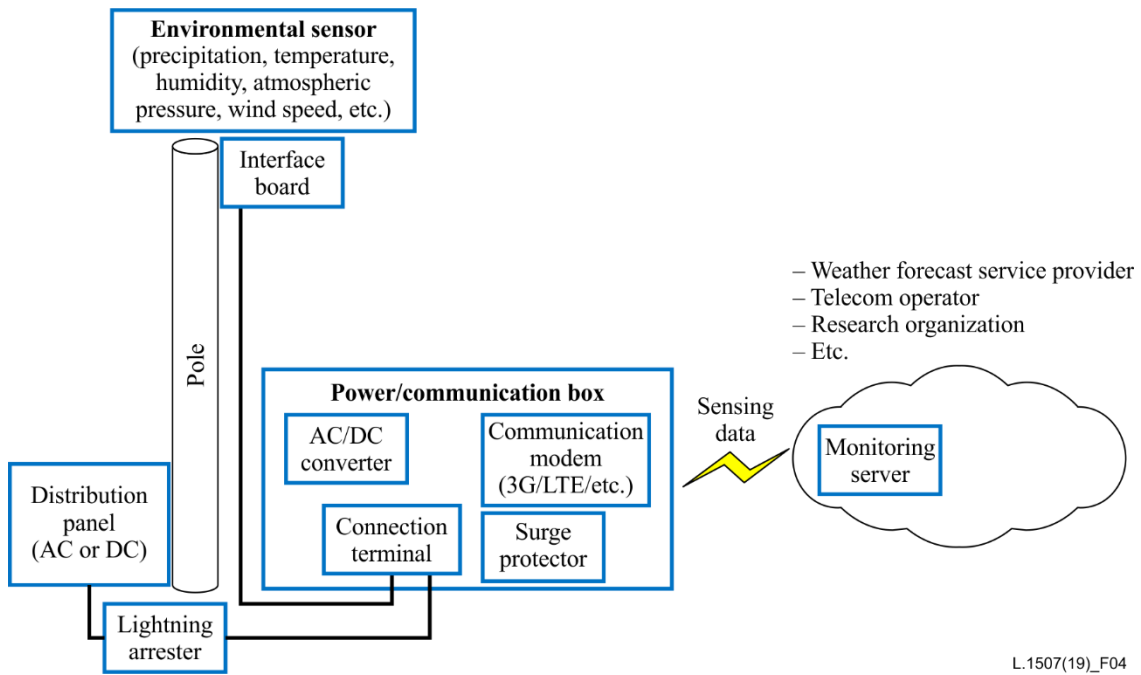 Environmental sensor
(precipitation, temperature,
humidity, atmospheric
pressure, wind speed, etc.)
Interface
board
Pole
– Weather forecast service provider
– Telecom operator
– Research organization
– Etc.
Power/communication box
AC/DC
converter
Communication
modem
(3G/LTE/etc.)
Connection
terminal
Surge
protector
Sensing
data
Monitoring
server
Distribution
panel
(AC or DC)
Lightning
arrester
L.1507(19)_F04